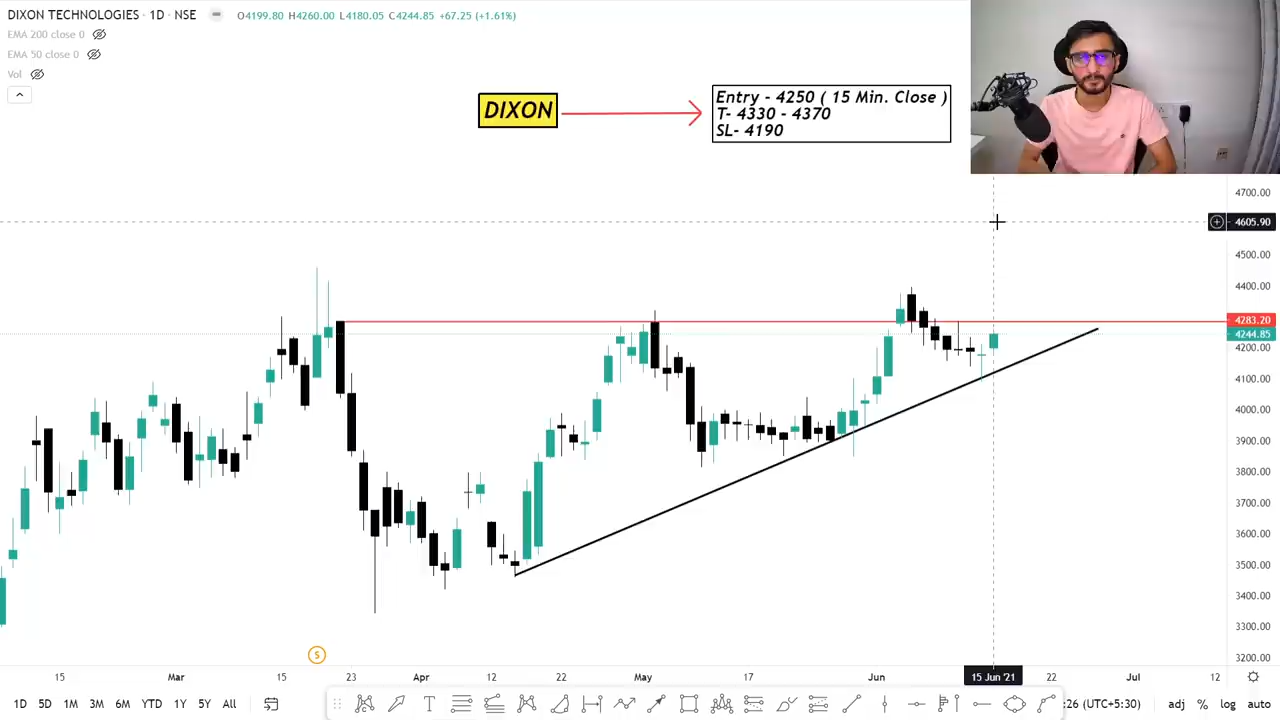 DIXON TECHNOLOGIES · 1D · NSE
O4199.80 H4260.00 L4180.05 C4244.85 +67.25 (+1.61%)
EMA 200 close 0
EMA 50 close 0
Vol
DIXON
Entry - 4250 ( 15 Min. Close )
T- 4330 - 4370
SL- 4190
4700.00
4605.90
4500.00
4400.00
4283.20
4244.85
4200.00
4100.00
4000.00
3900.00
3800.00
3700.00
3600.00
3500.00
3400.00
3300.00
3200.00
S
15 Mar 15 23 Apr 12 22 May 17 Jun 15 Jun '21 22 Jul 12
1D 5D 1M 3M 6M YTD 1Y 5Y All
:26 (UTC+5:30) adj % log auto